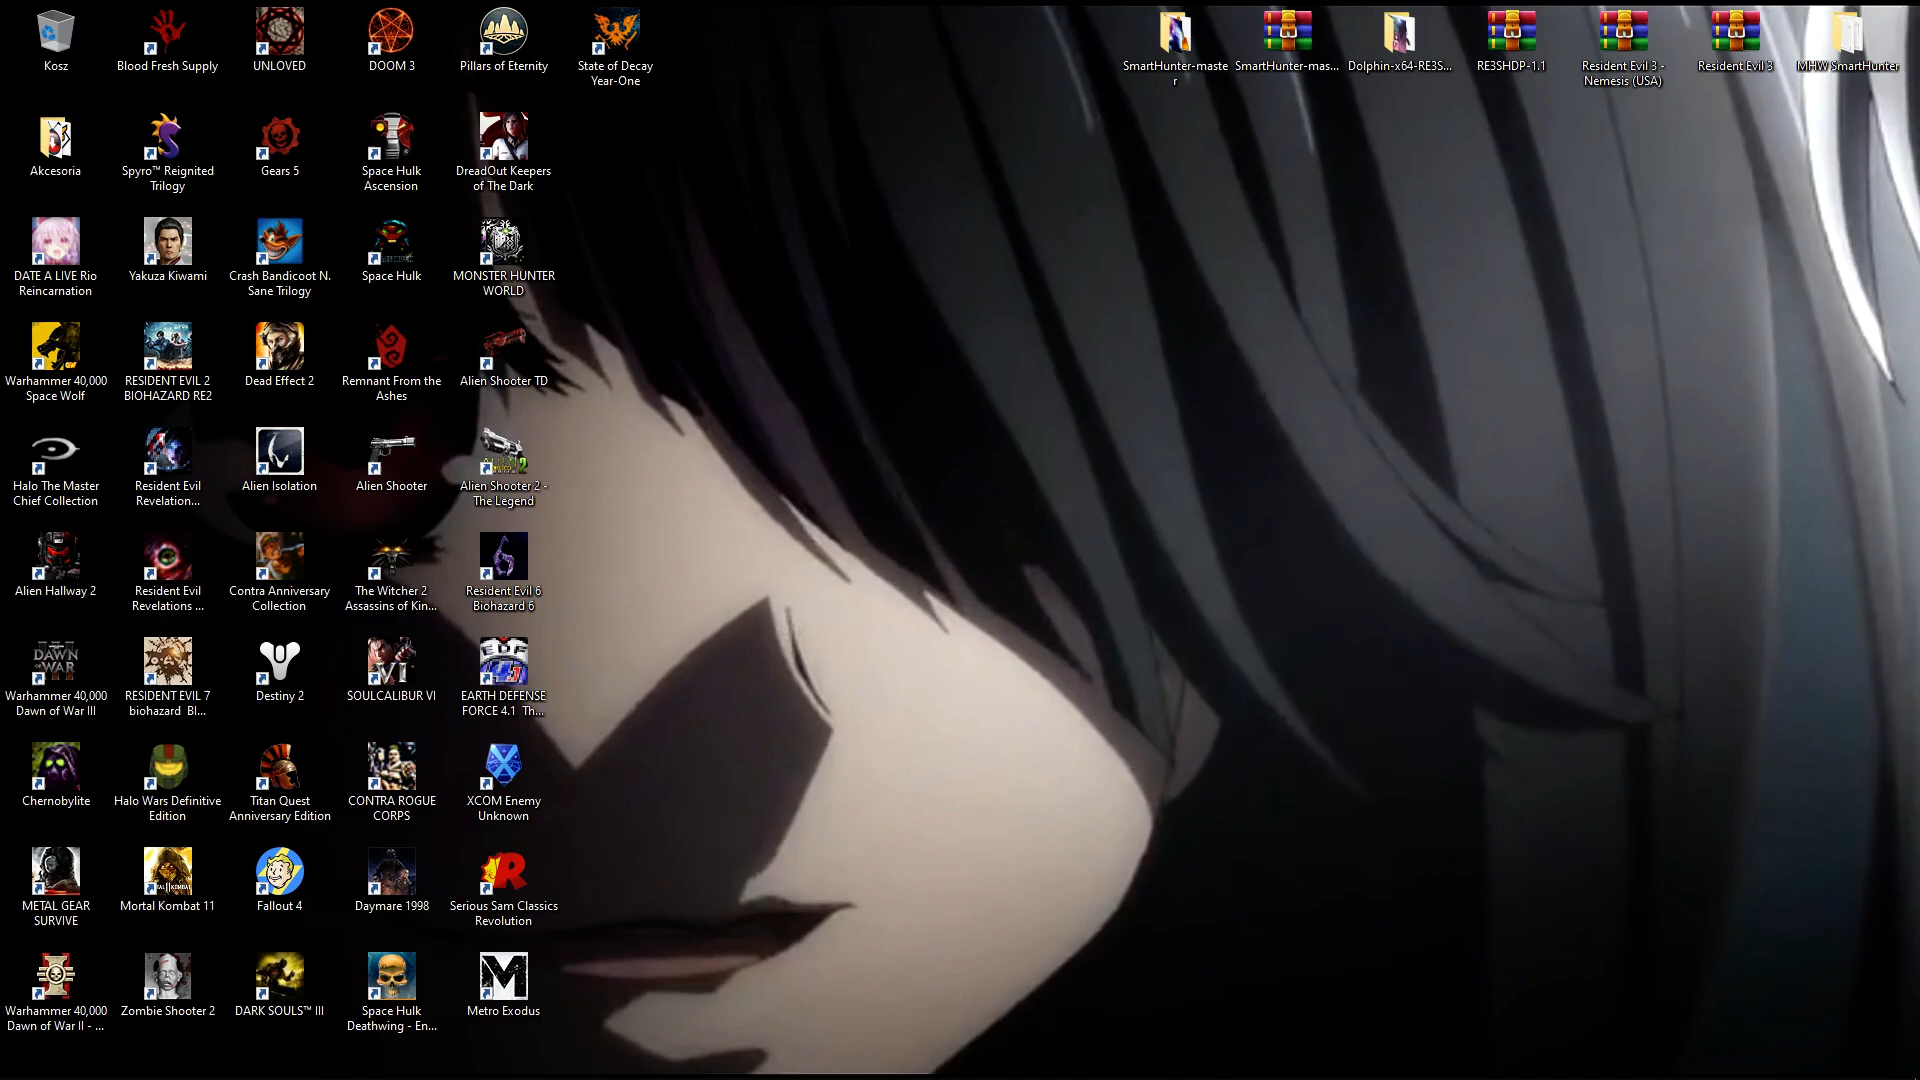 Kosz
Blood Fresh Supply
UNLOVED
DOOM 3
Pillars of Eternity
State of Decay
Year-One
SmartHunter-maste
r
SmartHunter-mas...
Dolphin-x64-RE3S...
RE3SHDP-1.1
Resident Evil 3 -
Nemesis (USA)
Resident Evil 3
MHW SmartHunter
Akcesoria
Spyro™ Reignited
Trilogy
Gears 5
Space Hulk
Ascension
DreadOut Keepers
of The Dark
DATE A LIVE Rio
Reincarnation
Yakuza Kiwami
Crash Bandicoot N.
Sane Trilogy
Space Hulk
MONSTER HUNTER
WORLD
Warhammer 40,000
Space Wolf
RESIDENT EVIL 2
BIOHAZARD RE2
Dead Effect 2
Remnant From the
Ashes
Alien Shooter TD
Halo The Master
Chief Collection
Resident Evil
Revelation...
Alien Isolation
Alien Shooter
Alien Shooter 2 -
The Legend
Alien Hallway 2
Resident Evil
Revelations ...
Contra Anniversary
Collection
The Witcher 2
Assassins of Kin...
Resident Evil 6
Biohazard 6
DAWN
OF WAR
Warhammer 40,000
Dawn of War III
RESIDENT EVIL 7
biohazard Bl...
Destiny 2
VI
SOULCALIBUR VI
EDF
4.1
EARTH DEFENSE
FORCE 4.1 Th...
Chernobylite
Halo Wars Definitive
Edition
Titan Quest
Anniversary Edition
CONTRA ROGUE
CORPS
XCOM Enemy
Unknown
METAL GEAR
SURVIVE
Mortal Kombat 11
Fallout 4
Daymare 1998
R
Serious Sam Classics
Revolution
Warhammer 40,000
Dawn of War II - ...
Zombie Shooter 2
DARK SOULS™ III
Space Hulk
Deathwing - En...
M
Metro Exodus